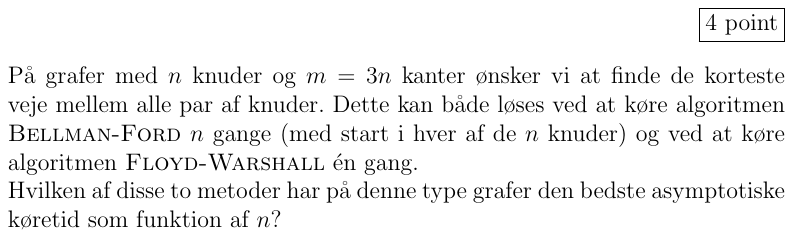 4 point
På grafer med n knuder og m = 3n kanter ønsker vi at finde de korteste
veje mellem alle par af knuder. Dette kan både løses ved at køre algoritmen
BELLMAN-FORD n gange (med start i hver af de n knuder) og ved at køre
algoritmen FLOYD-WARSHALL én gang.
Hvilken af disse to metoder har på denne type grafer den bedste asymptotiske
køretid som funktion af n?